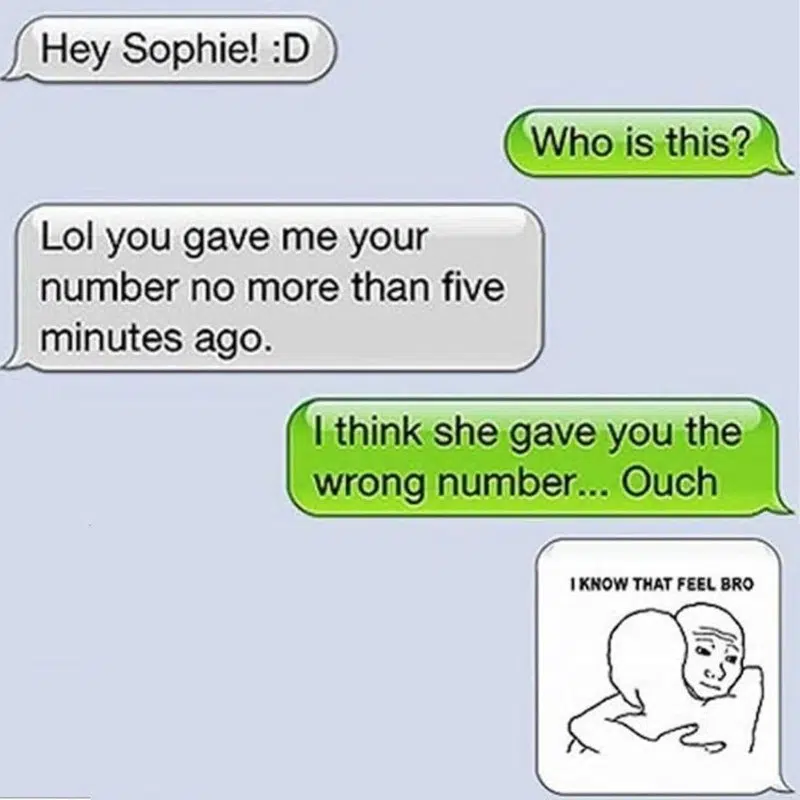 Hey Sophie! :D
Who is this?
Lol you gave me your
number no more than five
minutes ago.
I think she gave you the
wrong number... Ouch
I KNOW THAT FEEL BRO